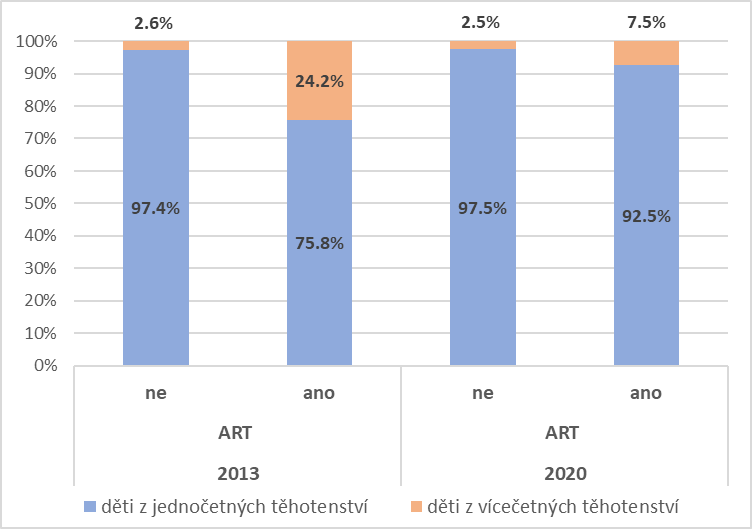 2.6% 2.5% 7.5%
100%
90%
24.2%
80%
70%
60%
50%
97.4% 97.5% 92.5%
40%
75.8%
30%
20%
10%
0%
ne ano ne ano
ART ART
2013 2020
děti z jednočetných těhotenství děti z vícečetných těhotenství